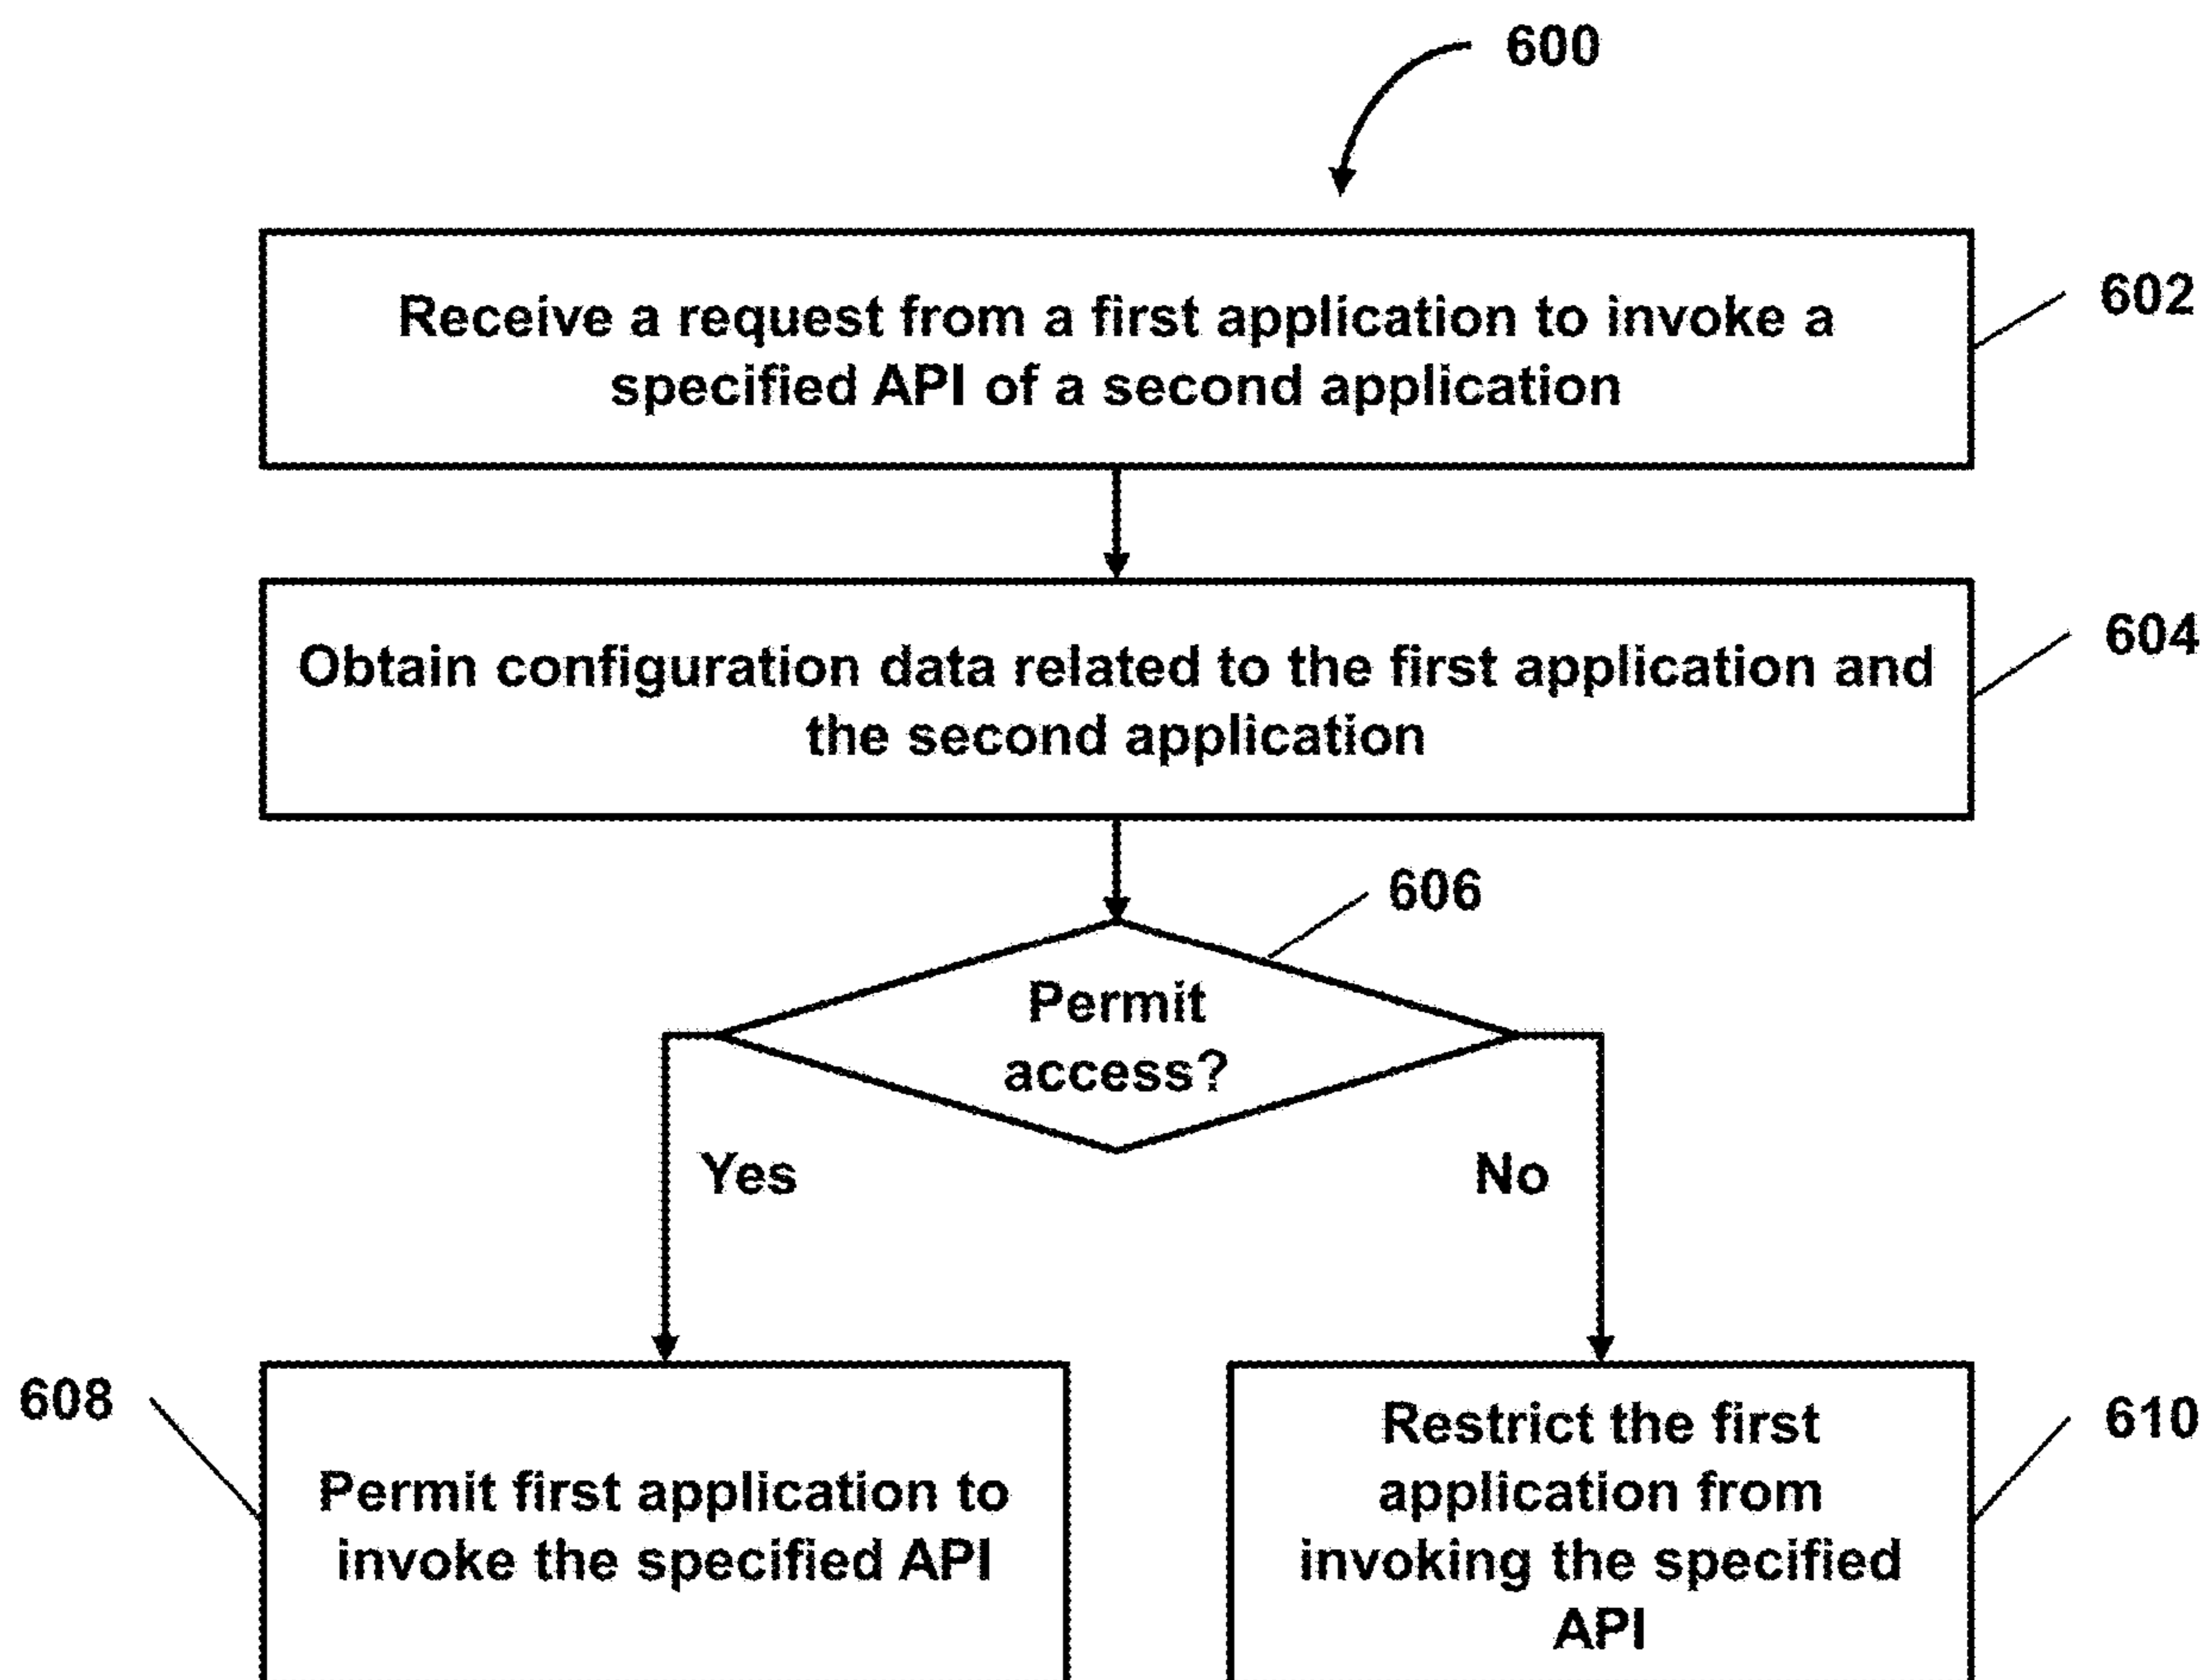 600
Receive a request from a first application to invoke a
specified API of a second application
602
Obtain configuration data related to the first application and
the second application
604
606
Permit
access?
Yes
No
608
Permit first application to
invoke the specified API
Restrict the first
application from
invoking the specified
API
610